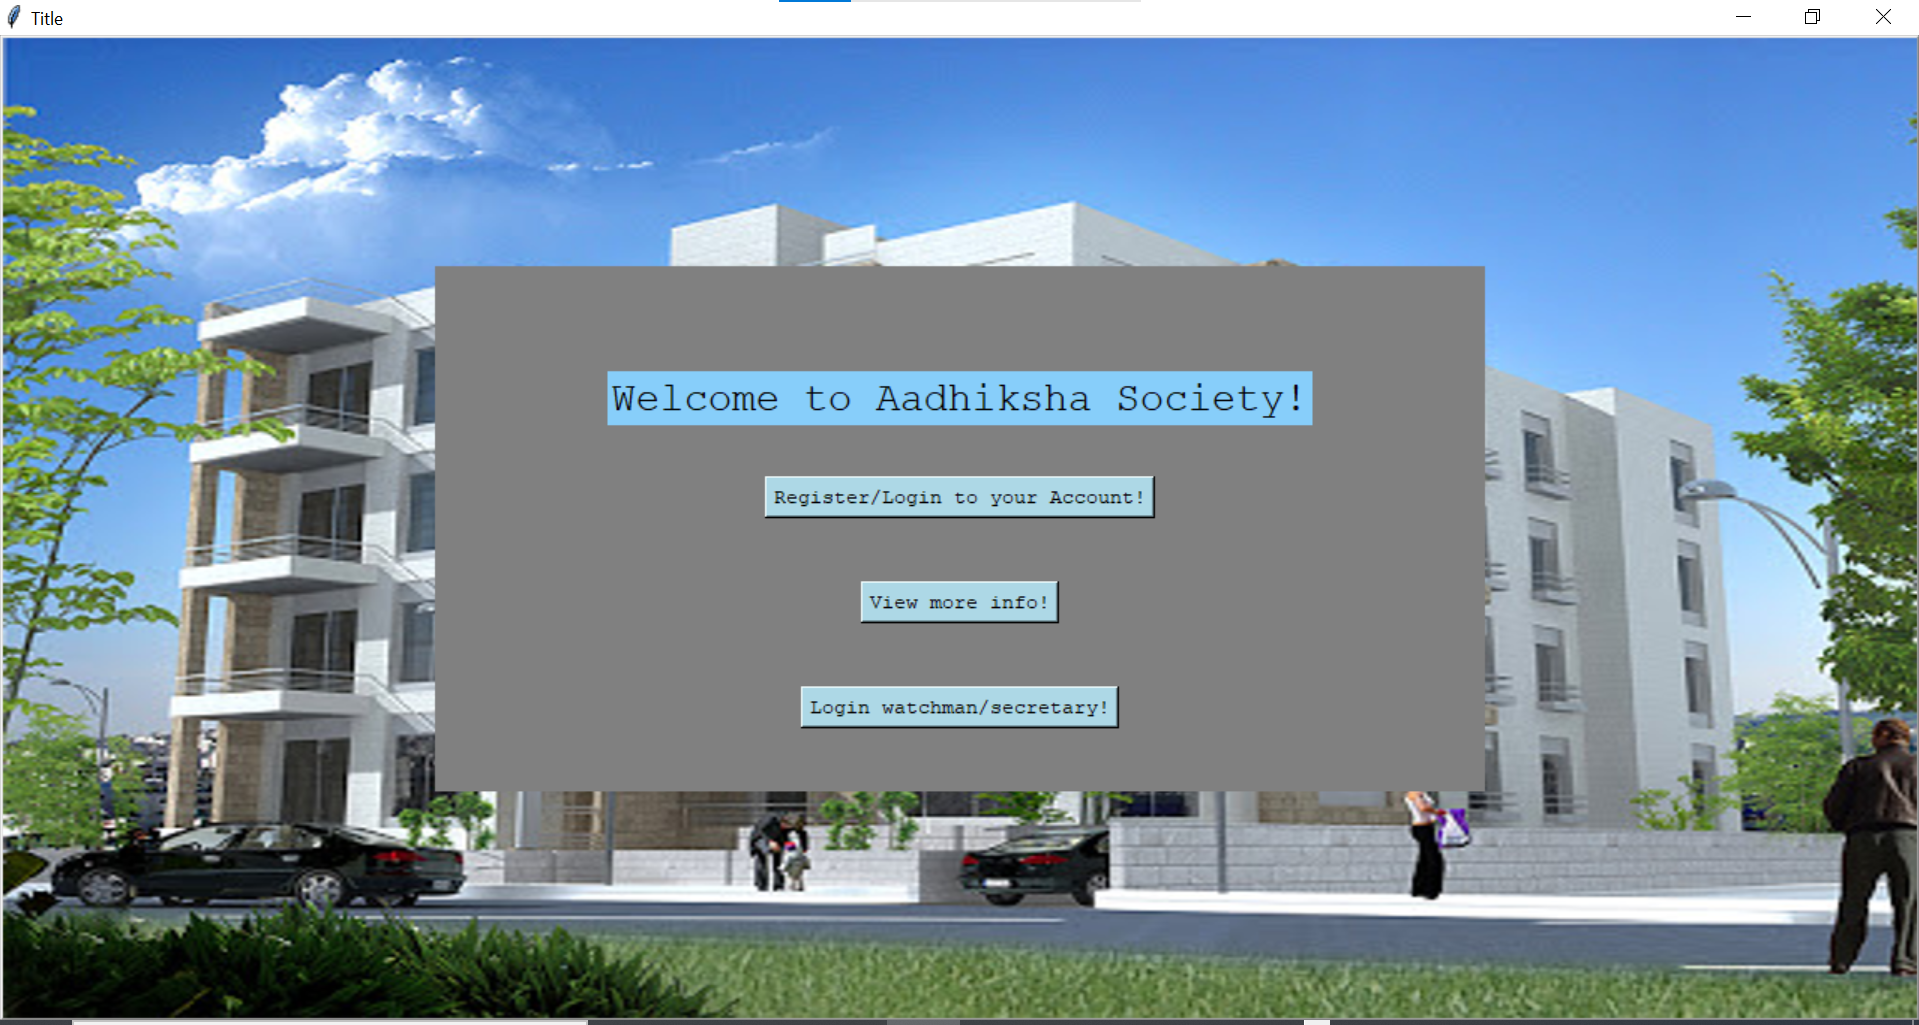 Title
Welcome to Aadhiksha Society!
Register/Login to your Account!
View more info!
Login watchman/secretary!